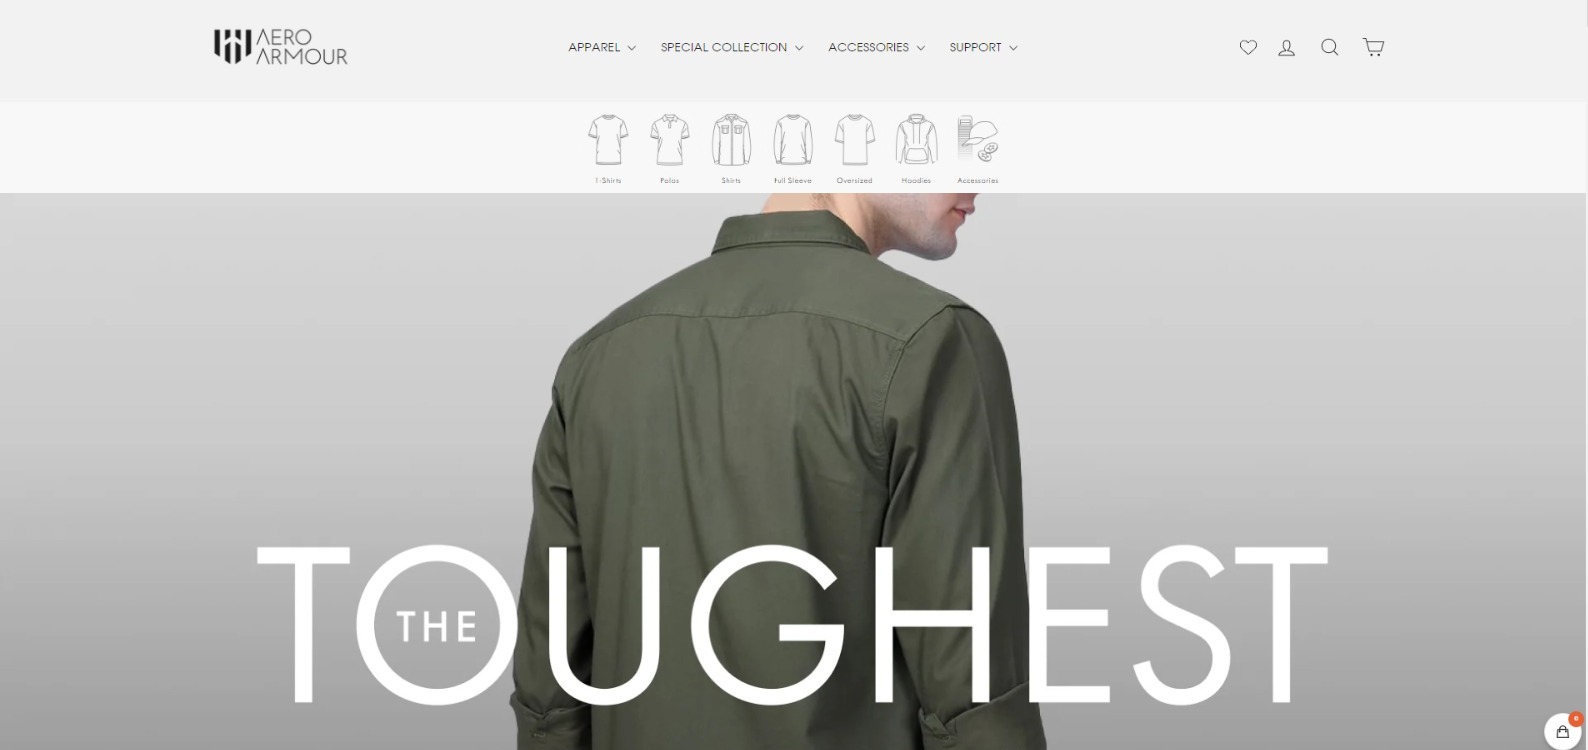 AERO
ARMOUR
APPAREL SPECIAL COLLECTION ACCESSORIES SUPPORT
T-Shirts Polos Shirts Full Sleeve Oversized Hoodies Accessories
TOUGHEST
THE
0